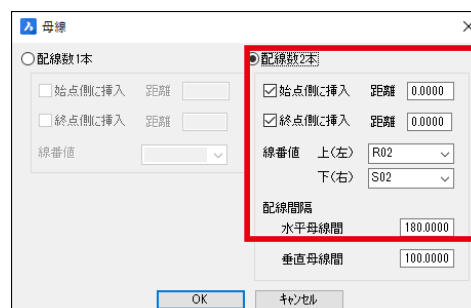 母線
配線数1本
始点側に挿入 距離
終点側に挿入 距離
線番値
配線数2本
始点側に挿入 距離 0.0000
終点側に挿入 距離 0.0000
線番値 上(左) R02
下(右) S02
配線間隔
水平母線間 180.0000
垂直母線間 100.0000
OK キャンセル